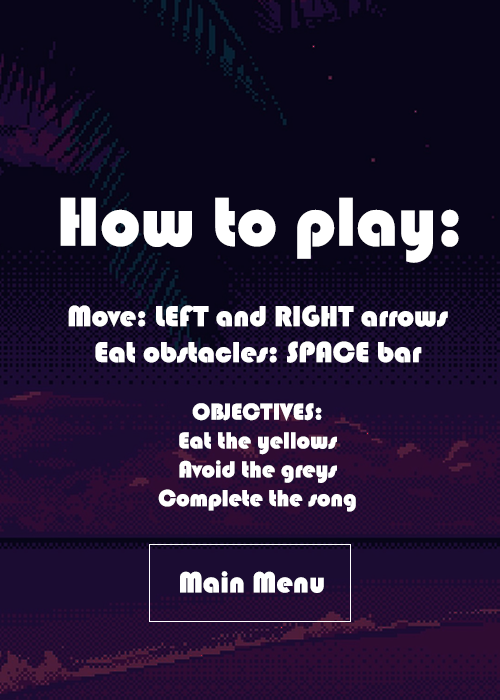 How to play:
Move: LEFT and RIGHT arrows
Eat obstacles: SPACE bar
OBJECTIVES:
Eat the yellows
Avoid the greys
Complete the song
Main Menu